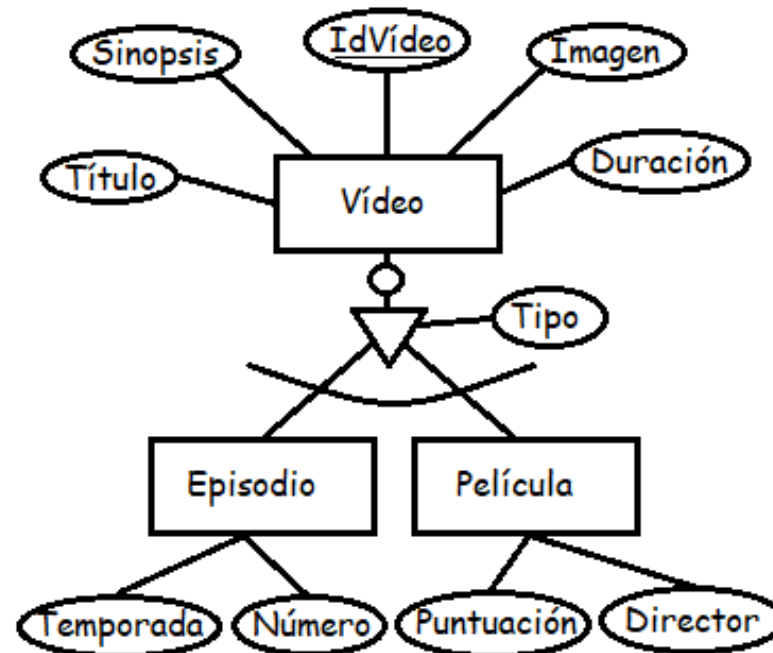 IdVídeo
Sinopsis
Imagen
Título
Vídeo
Duración
Tipo
Episodio
Película
Temporada
Número
Puntuación
Director